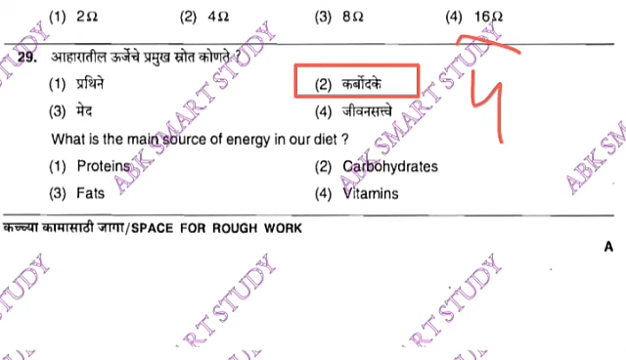 (1) 2Ω (2) 4Ω (3) 8Ω (4) 16Ω
29. आहारातील ऊर्जेचे प्रमुख स्रोत कोणते ?
(1) प्रथिने (2) कर्बोदके
(3) मेद (4) जीवनसत्त्वे
What is the main source of energy in our diet ?
(1) Proteins (2) Carbohydrates
(3) Fats (4) Vitamins
कच्च्या कामासाठी जागा/SPACE FOR ROUGH WORK
A
ABK SMART STUDY